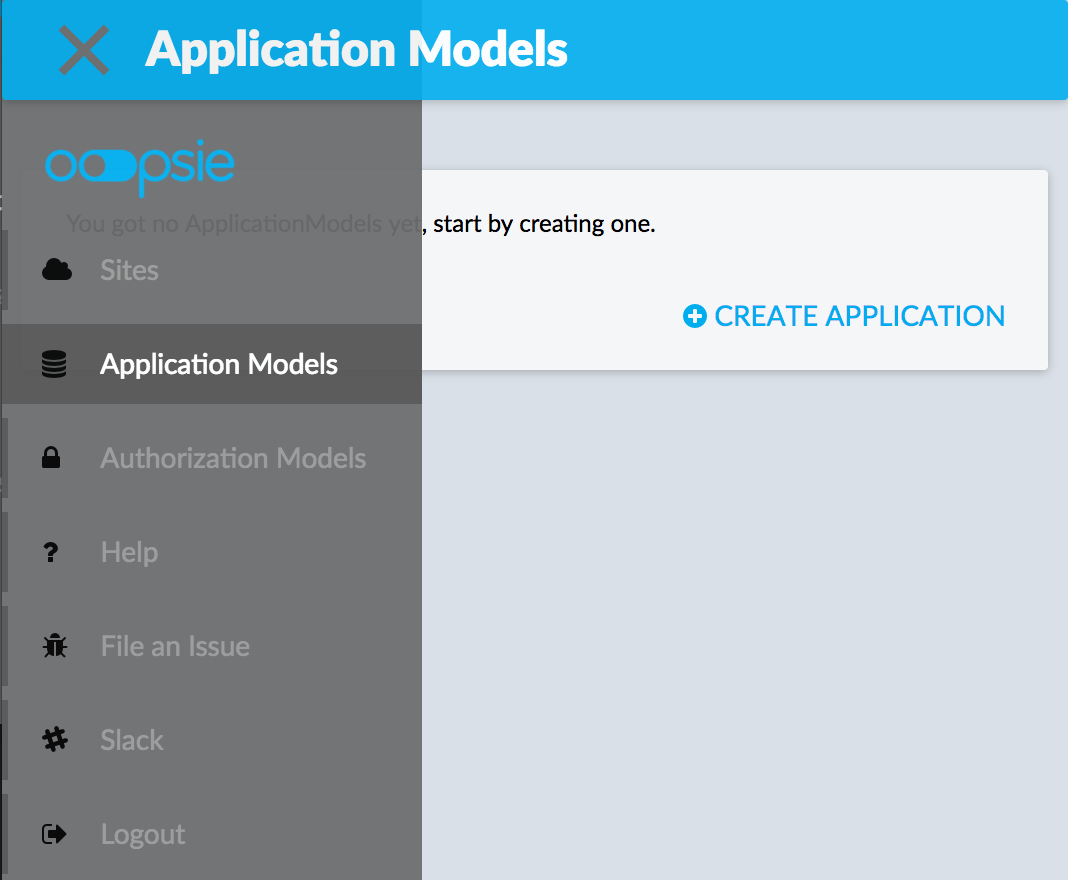 Application Models
ooopsie
You got no ApplicationModels yet, start by creating one.
Sites
CREATE APPLICATION
Application Models
Authorization Models
Help
File an Issue
Slack
Logout